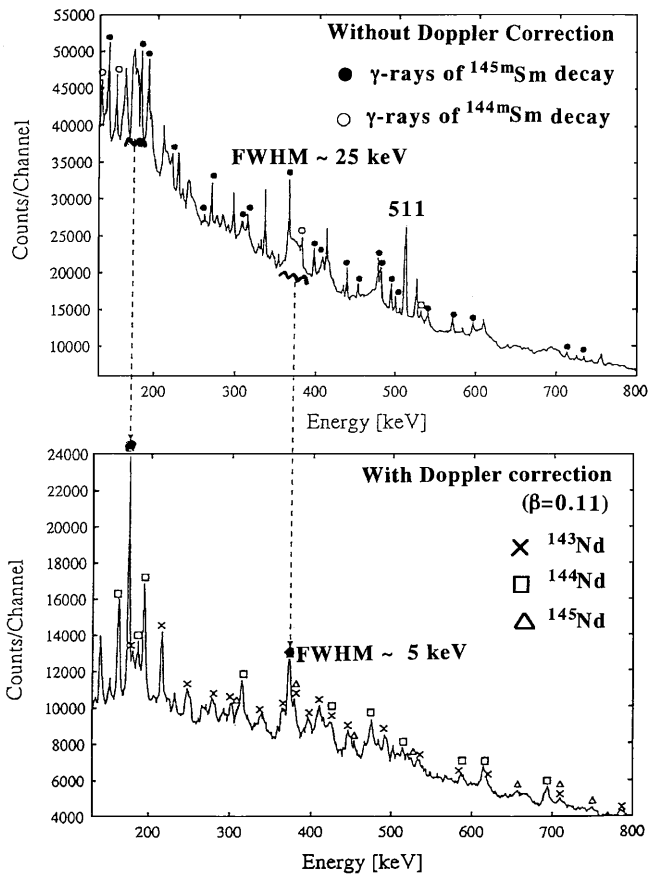 55000
50000
45000
40000
35000
30000
25000
20000
15000
10000
Counts/Channel
Without Doppler Correction
● γ-rays of ¹⁴⁵ᵐSm decay
○ γ-rays of ¹⁴⁴ᵐSm decay
FWHM ~ 25 keV
511
200 300 400 500 600 700 800
Energy [keV]
24000
22000
20000
18000
16000
14000
12000
10000
8000
6000
4000
Counts/Channel
With Doppler correction
(β=0.11)
× ¹⁴³Nd
□ ¹⁴⁴Nd
△ ¹⁴⁵Nd
FWHM ~ 5 keV
200 300 400 500 600 700 800
Energy [keV]